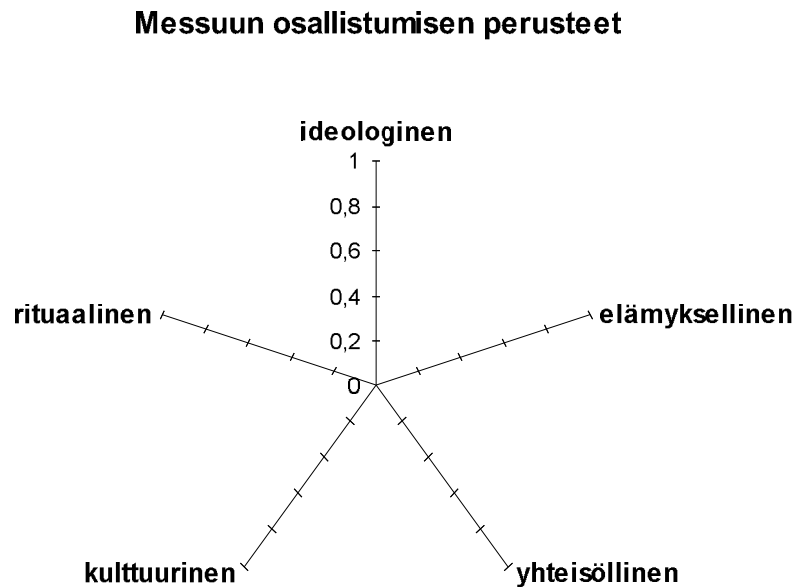 Messuun osallistumisen perusteet
ideologinen
1
0,8
0,6
0,4
0,2
0
rituaalinen
elämyksellinen
kulttuurinen
yhteisöllinen